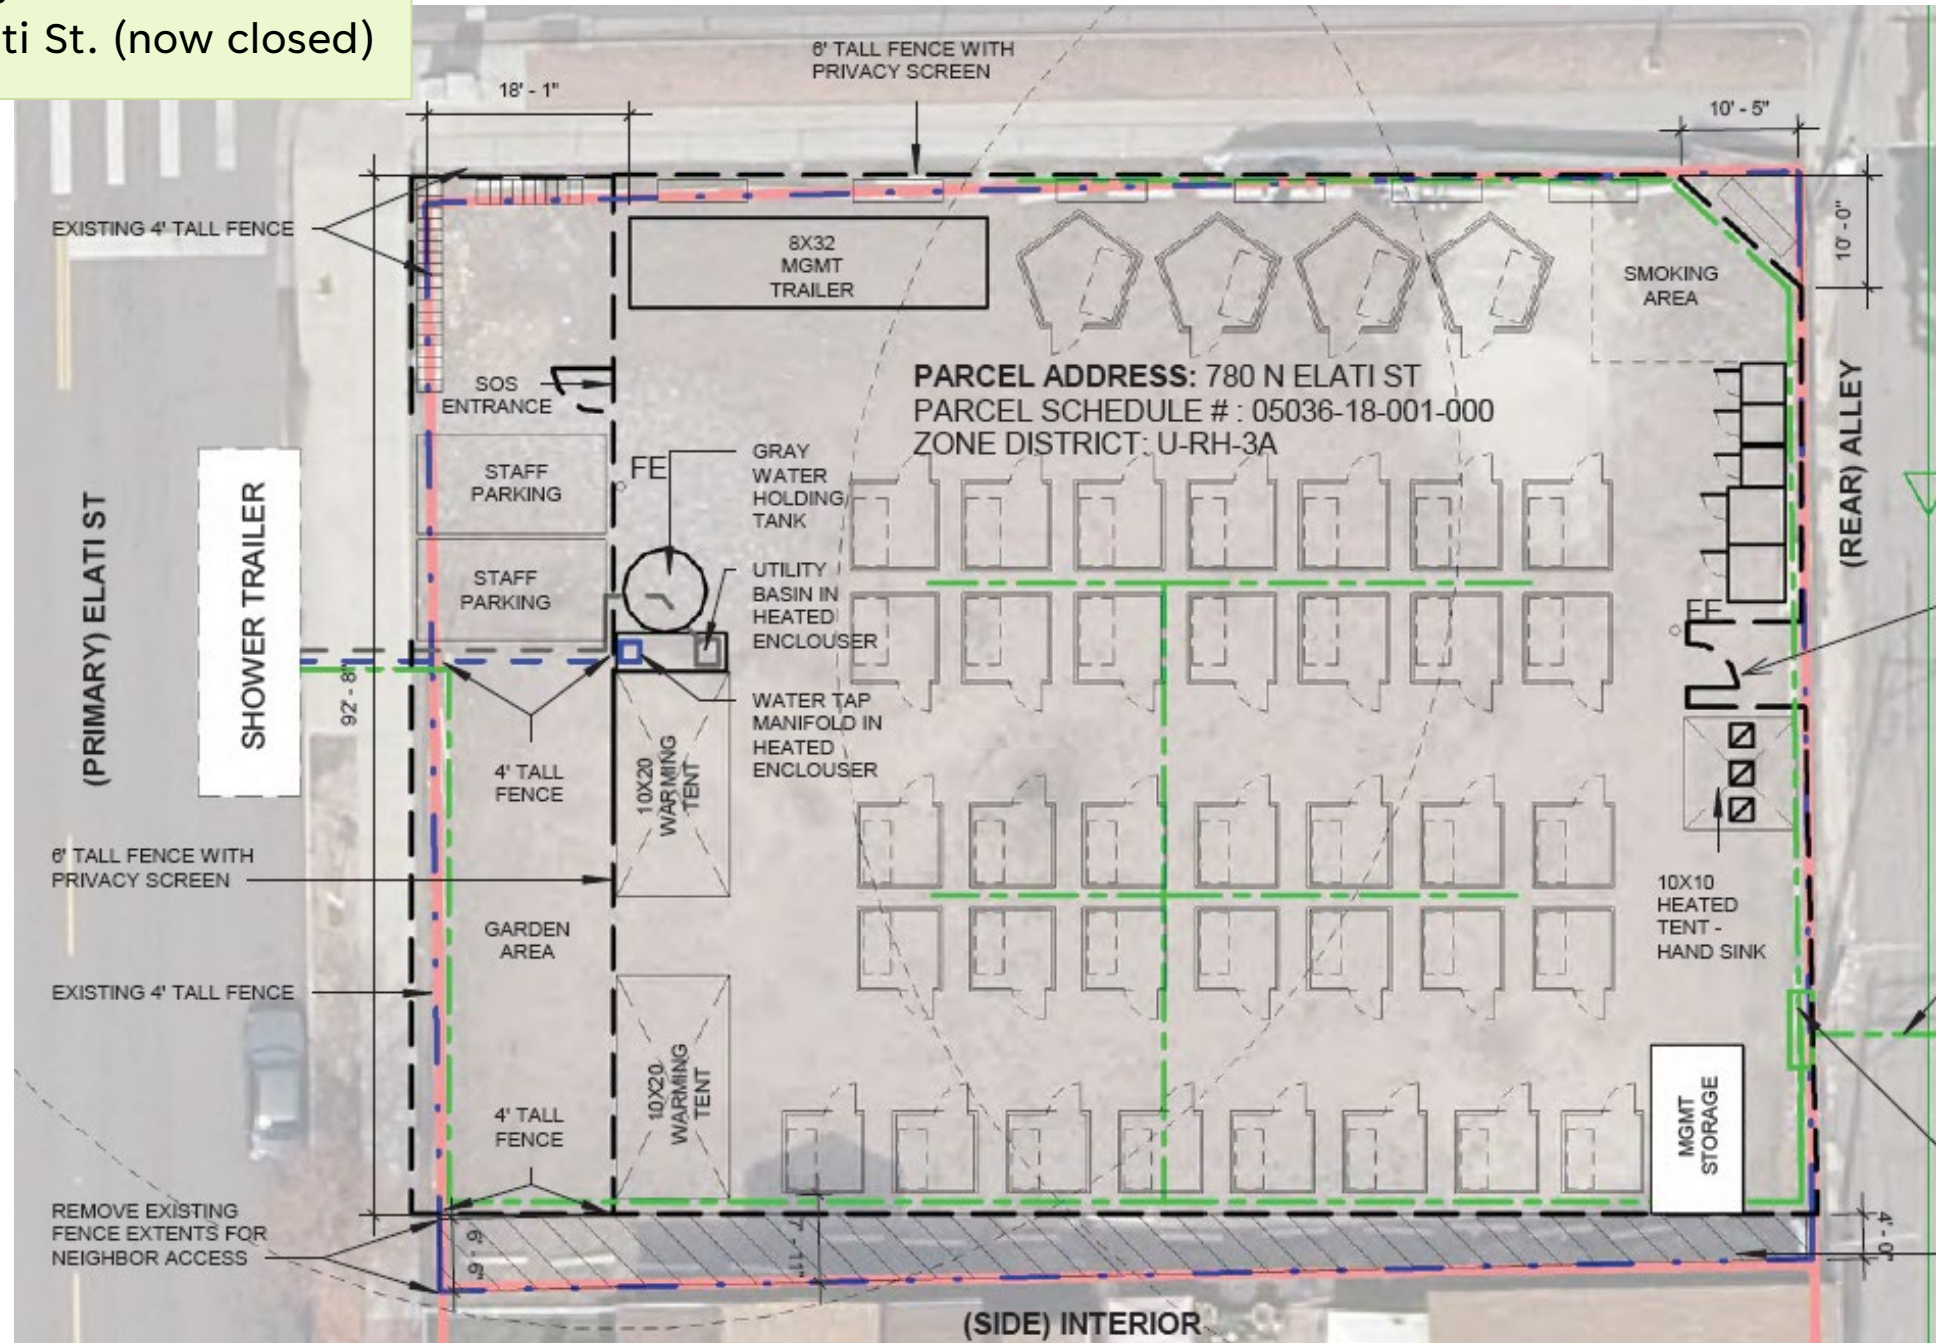 ti St. (now closed)
6' TALL FENCE WITH
PRIVACY SCREEN
18' - 1"
10' - 5"
EXISTING 4' TALL FENCE
8X32
MGMT
TRAILER
10' - 0"
SMOKING
AREA
SOS
ENTRANCE
PARCEL ADDRESS: 780 N ELATI ST
PARCEL SCHEDULE # : 05036-18-001-000
ZONE DISTRICT: U-RH-3A
(REAR) ALLEY
STAFF
PARKING
FE
GRAY
WATER
HOLDING
TANK
(PRIMARY) ELATI ST
SHOWER TRAILER
STAFF
PARKING
UTILITY
BASIN IN
HEATED
ENCLOUSER
FE
92' - 8"
WATER TAP
MANIFOLD IN
HEATED
ENCLOUSER
4' TALL
FENCE
10X20
WARMING
TENT
6' TALL FENCE WITH
PRIVACY SCREEN
10X10
HEATED
TENT -
HAND SINK
GARDEN
AREA
EXISTING 4' TALL FENCE
10X20
WARMING
TENT
MGMT
STORAGE
4' TALL
FENCE
REMOVE EXISTING
FENCE EXTENTS FOR
NEIGHBOR ACCESS
6' - 6"
7' - 11"
4' - 0"
(SIDE) INTERIOR